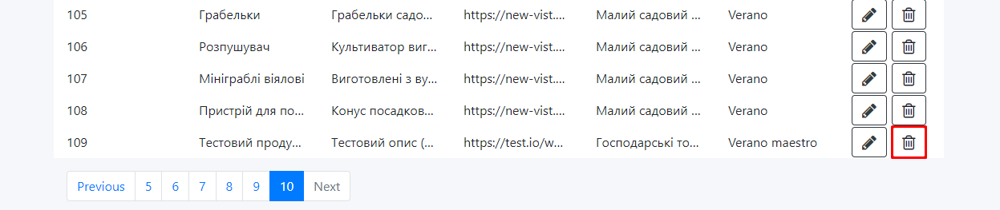 105 Грабельки Грабельки садо... https://new-vist.... Малий садовий ... Verano
106 Розпушувач Культиватор виг... https://new-vist.... Малий садовий ... Verano
107 Мініграблі віялові Виготовлені з ву... https://new-vist.... Малий садовий ... Verano
108 Пристрій для по... Конус посадков... https://new-vist.... Малий садовий ... Verano
109 Тестовий проду... Тестовий опис (... https://test.io/w... Господарські то... Verano maestro
Previous 5 6 7 8 9 10 Next